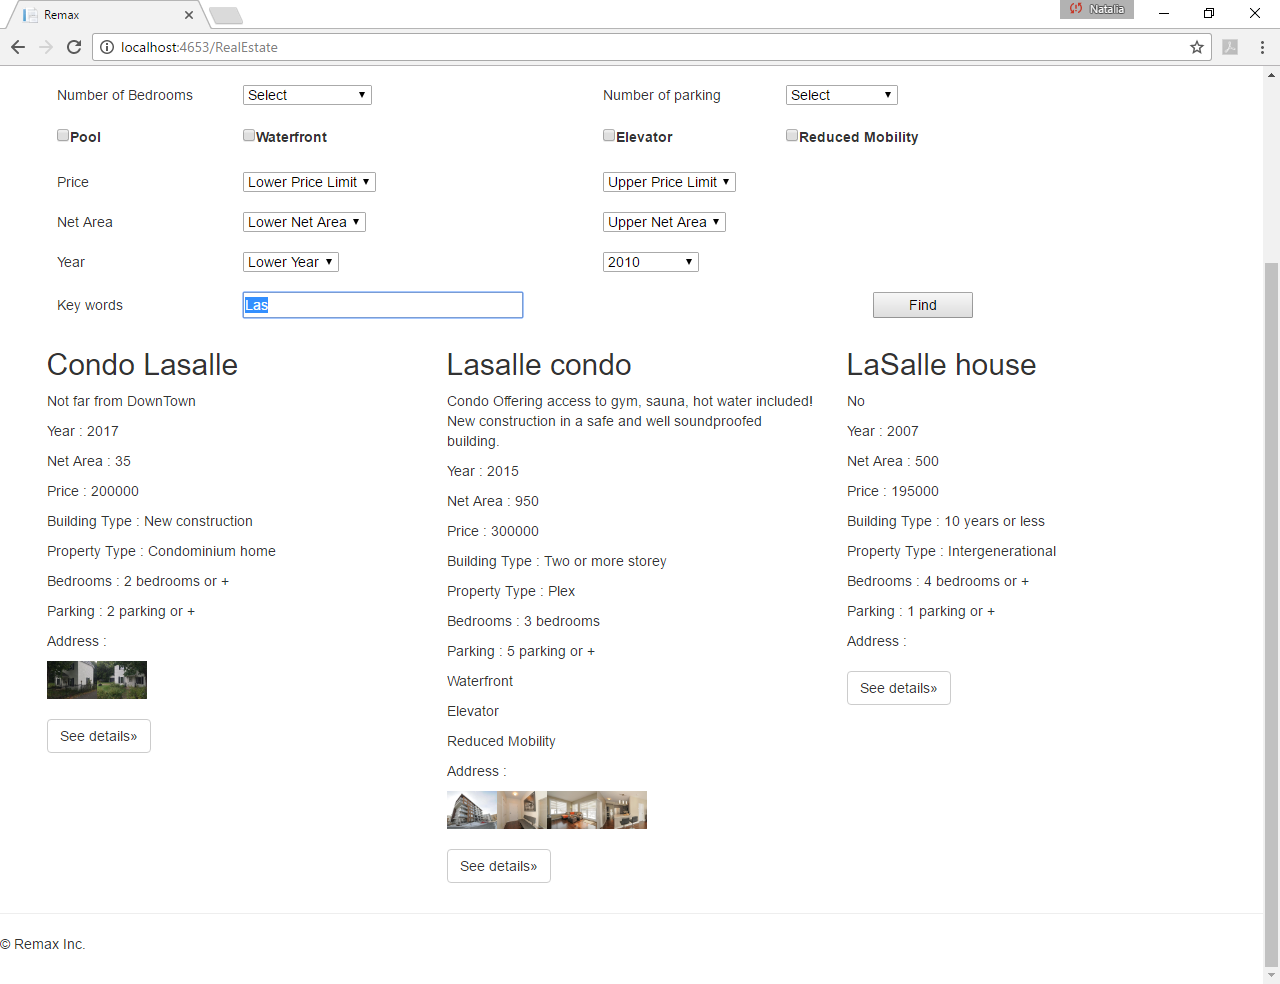 Remax
Natalia
localhost:4653/RealEstate
Number of Bedrooms Select Number of parking Select
Pool Waterfront Elevator Reduced Mobility
Price Lower Price Limit Upper Price Limit
Net Area Lower Net Area Upper Net Area
Year Lower Year 2010
Key words Las Find
Condo Lasalle
Not far from DownTown
Year : 2017
Net Area : 35
Price : 200000
Building Type : New construction
Property Type : Condominium home
Bedrooms : 2 bedrooms or +
Parking : 2 parking or +
Address :
See details»
Lasalle condo
Condo Offering access to gym, sauna, hot water included!
New construction in a safe and well soundproofed
building.
Year : 2015
Net Area : 950
Price : 300000
Building Type : Two or more storey
Property Type : Plex
Bedrooms : 3 bedrooms
Parking : 5 parking or +
Waterfront
Elevator
Reduced Mobility
Address :
See details»
LaSalle house
No
Year : 2007
Net Area : 500
Price : 195000
Building Type : 10 years or less
Property Type : Intergenerational
Bedrooms : 4 bedrooms or +
Parking : 1 parking or +
Address :
See details»
© Remax Inc.